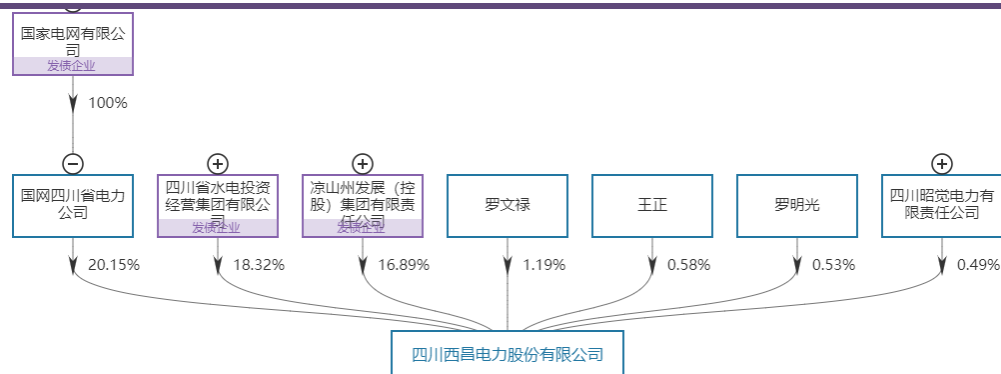 国家电网有限公
司
发债企业
100%
国网四川省电力
公司
四川省水电投资
经营集团有限公
司
发债企业
凉山州发展（控
股）集团有限责
任公司
发债企业
罗文禄
王正
罗明光
四川昭觉电力有
限责任公司
20.15%
18.32%
16.89%
1.19%
0.58%
0.53%
0.49%
四川西昌电力股份有限公司